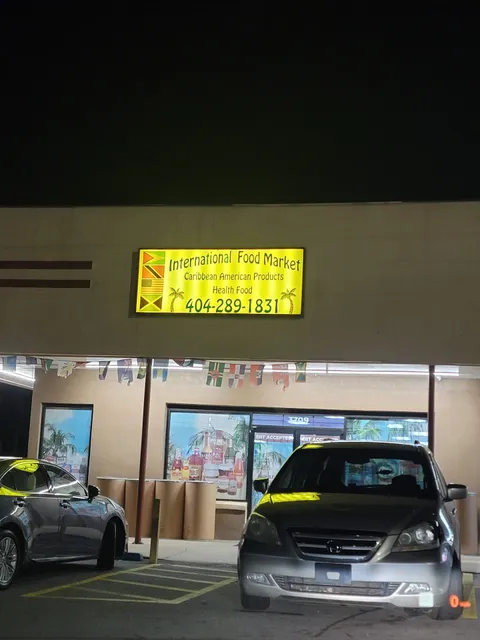 International Food Market
Caribbean American Products
Health Food
404-289-1831